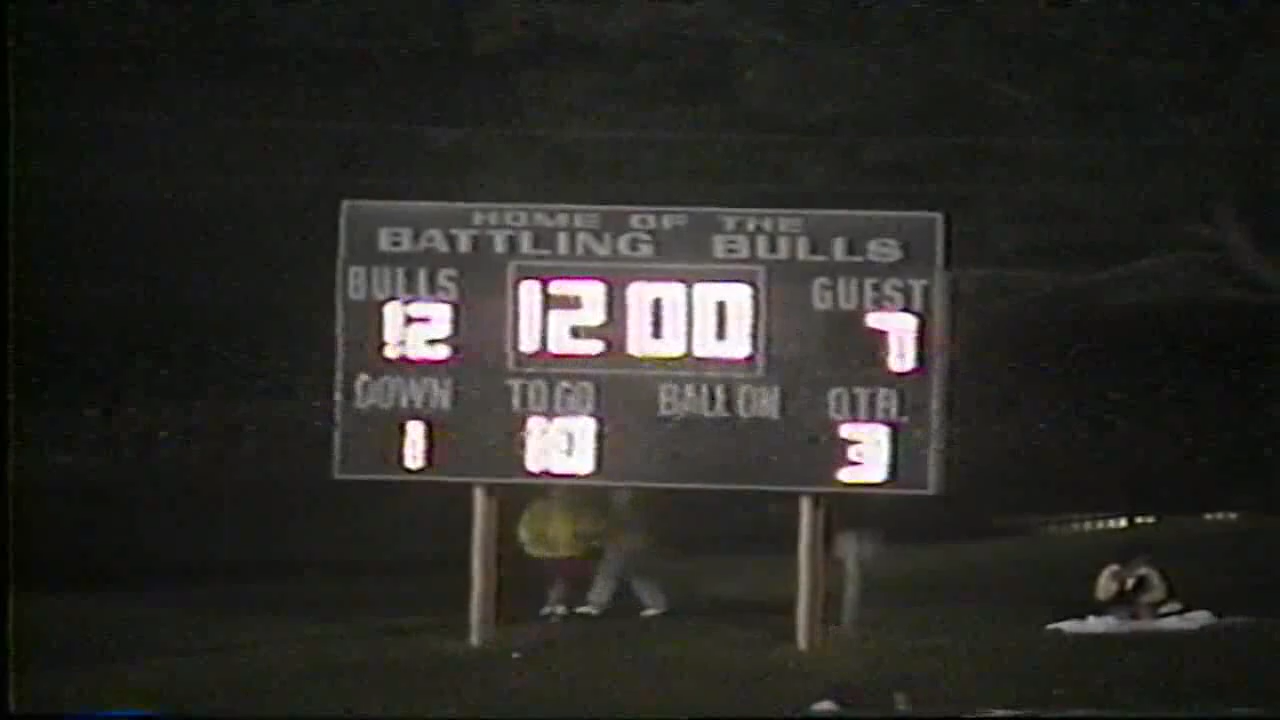 HOME OF THE
BATTLING BULLS
BULLS 12 00 GUEST
12 7
DOWN TO GO BALL ON QTR.
1 10 3